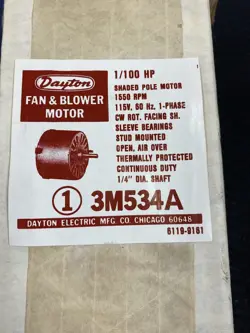 Dayton
FAN & BLOWER
MOTOR
1/100 HP
SHADED POLE MOTOR
1550 RPM
115V, 60 Hz, 1-PHASE
CW ROT. FACING SH.
SLEEVE BEARINGS
STUD MOUNTED
OPEN, AIR OVER
THERMALLY PROTECTED
CONTINUOUS DUTY
1/4" DIA. SHAFT
1 3M534A
DAYTON ELECTRIC MFG. CO. CHICAGO 60648
6119-9161